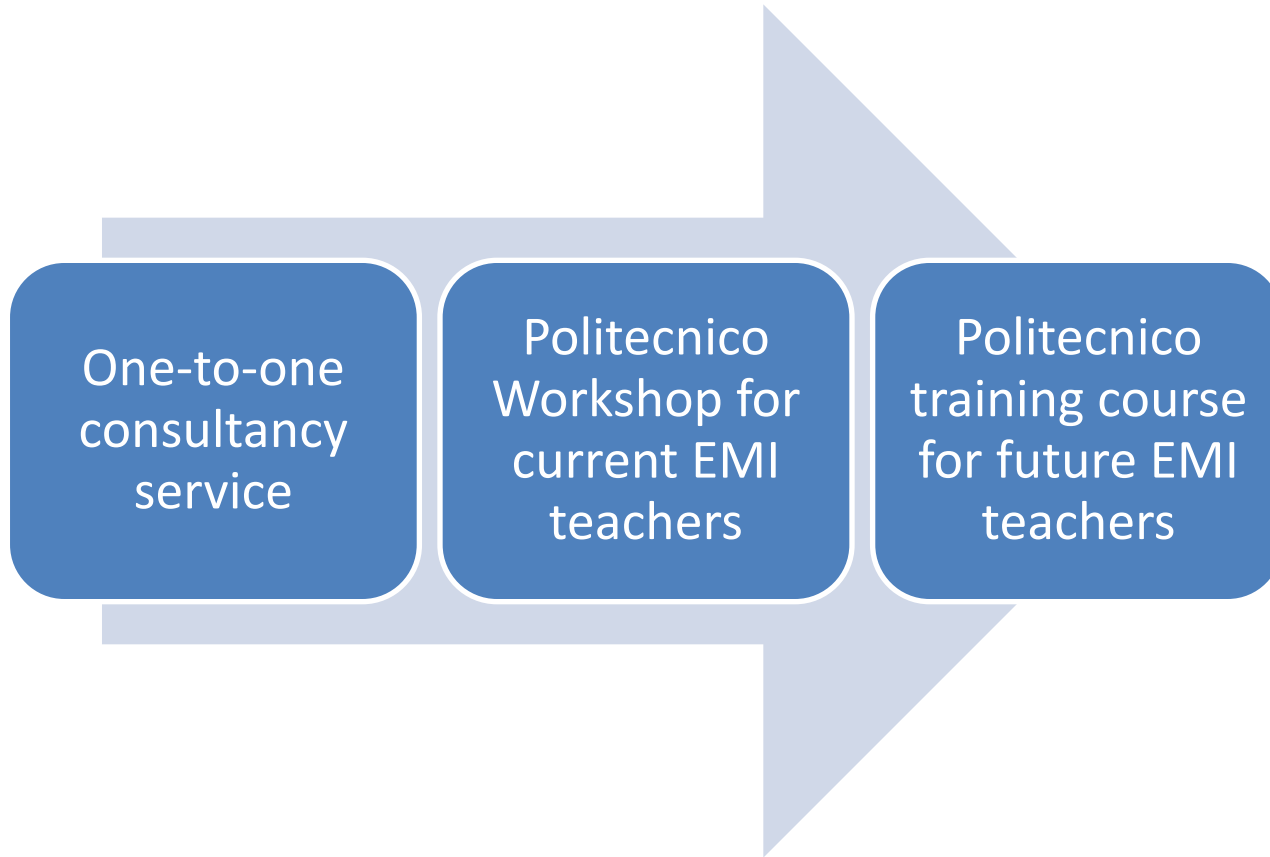 One-to-one
consultancy
service
Politecnico
Workshop for
current EMI
teachers
Politecnico
training course
for future EMI
teachers